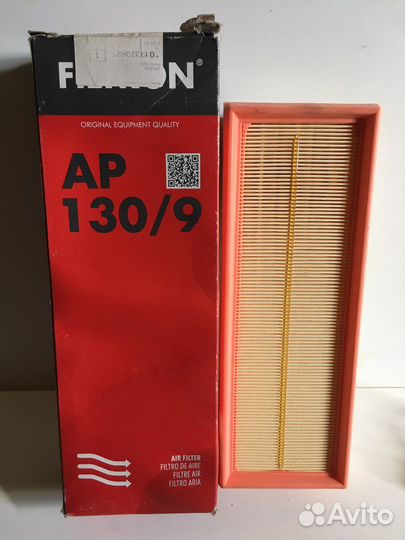 FILTRON®
ORIGINAL EQUIPMENT QUALITY
AP
130/9
AIR FILTER
FILTRO DE AIRE
FILTRE AIR
FILTRO ARIA
Avito